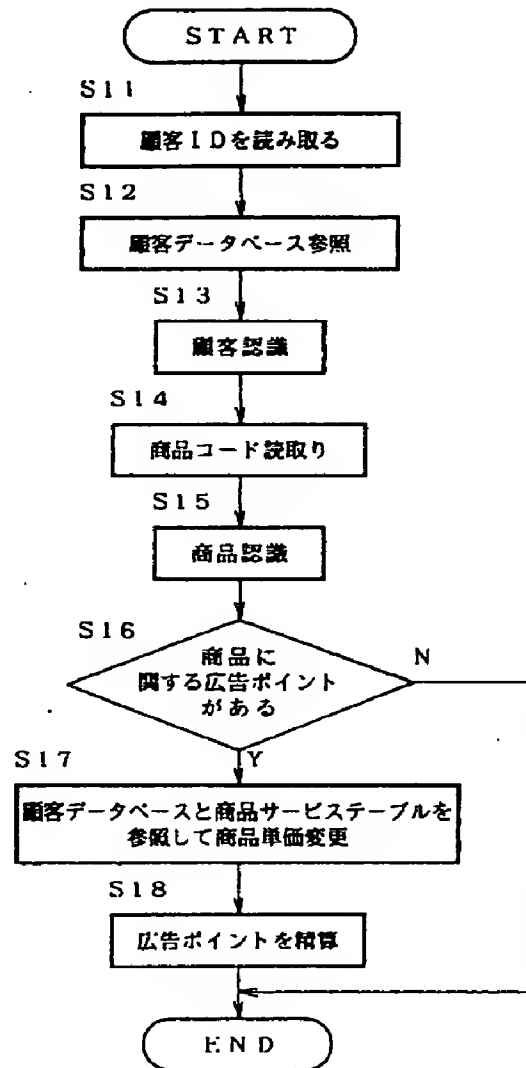 START
S11
顧客IDを読み取る
S12
顧客データベース参照
S13
顧客認識
S14
商品コード読取り
S15
商品認識
S16
商品に
関する広告ポイント
がある
N
Y
S17
顧客データベースと商品サービステーブルを
参照して商品単価変更
S18
広告ポイントを精算
END